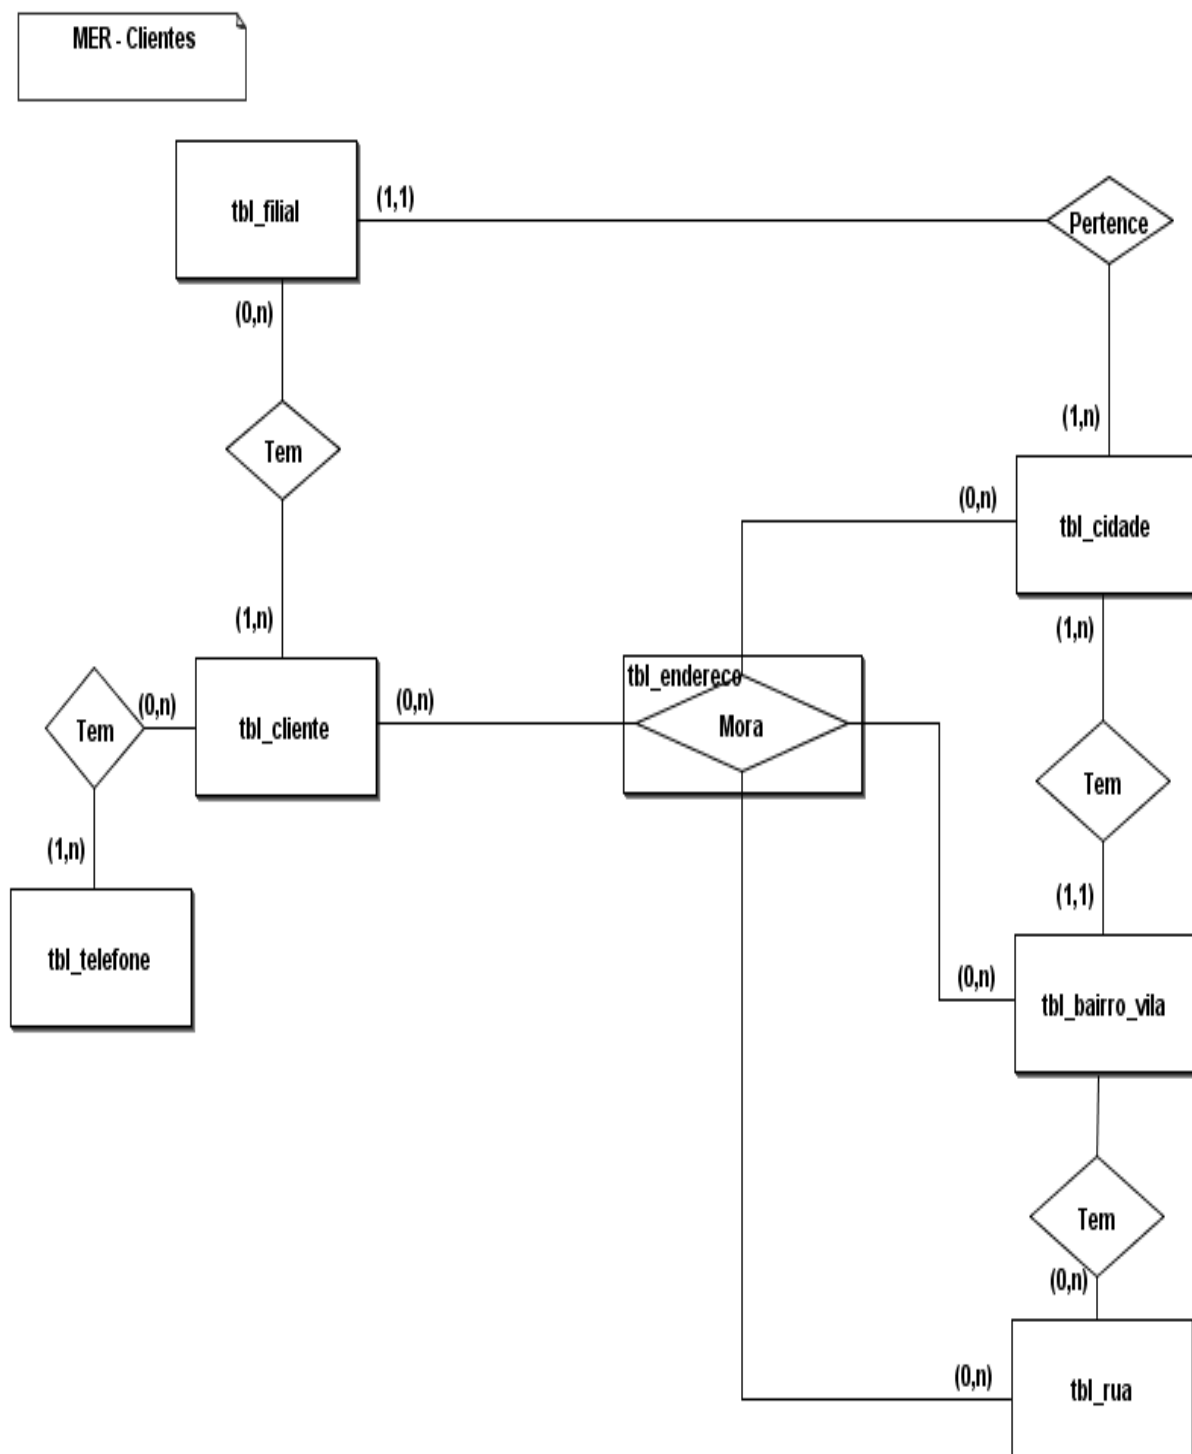 MER - Clientes
tbl_filial
(1,1)
Pertence
(0,n)
Tem
(1,n)
(1,n)
tbl_cidade
(0,n)
(1,n)
tbl_cliente
(0,n)
Tem
(0,n)
tbl_endereco
Mora
(1,n)
tbl_telefone
Tem
(1,1)
tbl_bairro_vila
(0,n)
Tem
(0,n)
tbl_rua
(0,n)